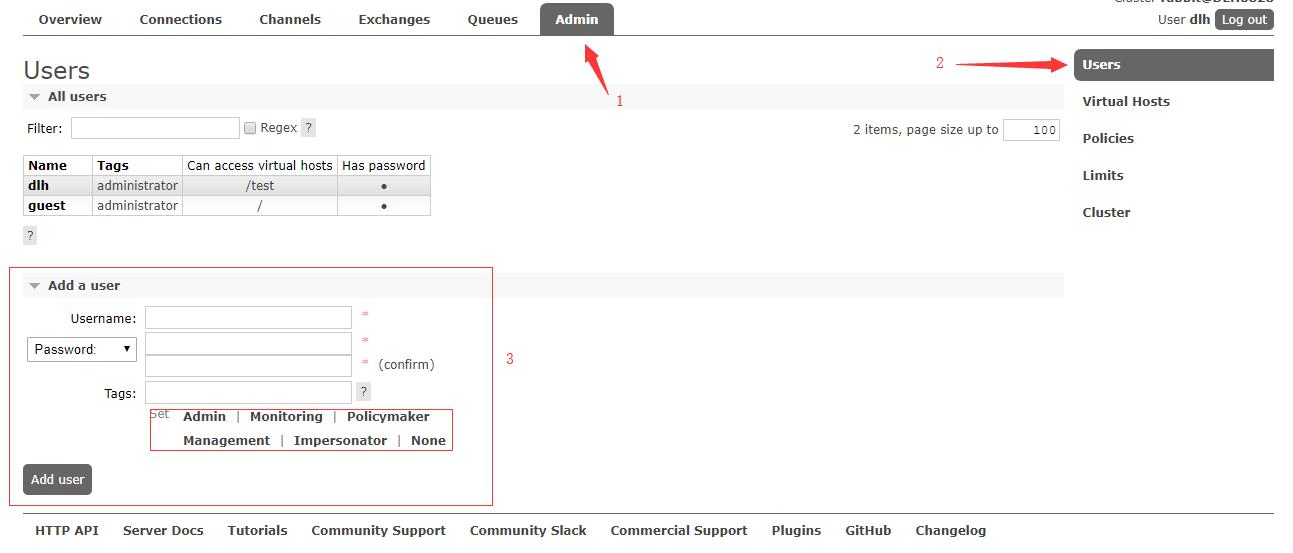 Overview Connections Channels Exchanges Queues Admin
User dlh Log out
Users
1
2
Users
Virtual Hosts
Policies
Limits
Cluster
All users
Filter: Regex ?
2 items, page size up to 100
Name Tags Can access virtual hosts Has password
dlh administrator /test ●
guest administrator / ●
?
Add a user
Username: *
Password: *
* (confirm)
3
Tags: ?
Set Admin | Monitoring | Policymaker
Management | Impersonator | None
Add user
HTTP API Server Docs Tutorials Community Support Community Slack Commercial Support Plugins GitHub Changelog